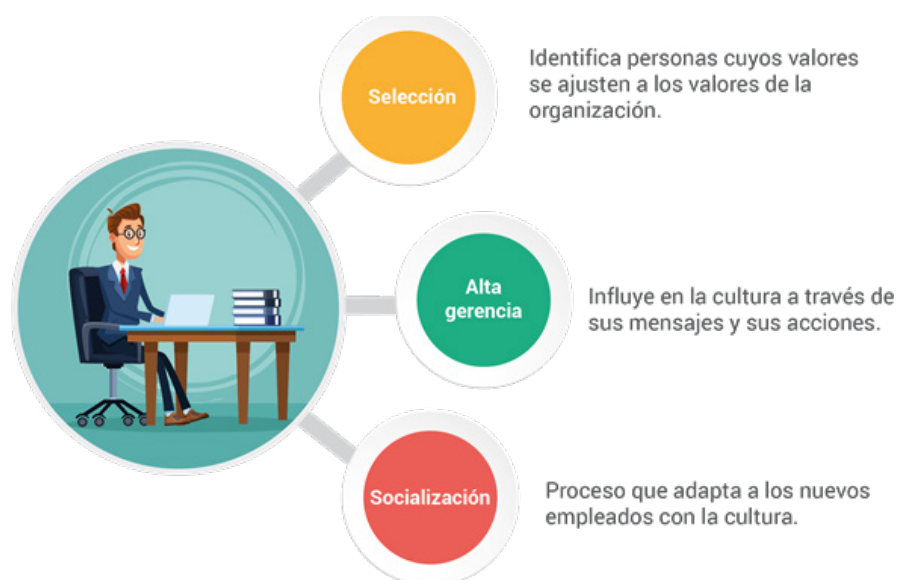 Selección
Identifica personas cuyos valores
se ajusten a los valores de la
organización.
Alta
gerencia
Influye en la cultura a través de
sus mensajes y sus acciones.
Socialización
Proceso que adapta a los nuevos
empleados con la cultura.